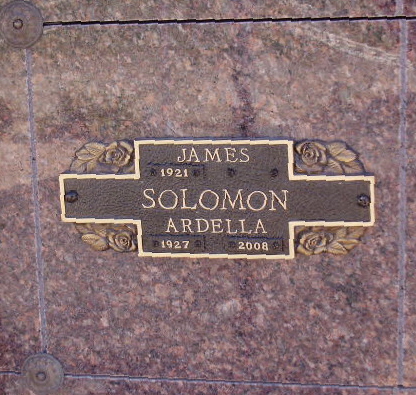 JAMES
1921
SOLOMON
ARDELLA
1927 2008